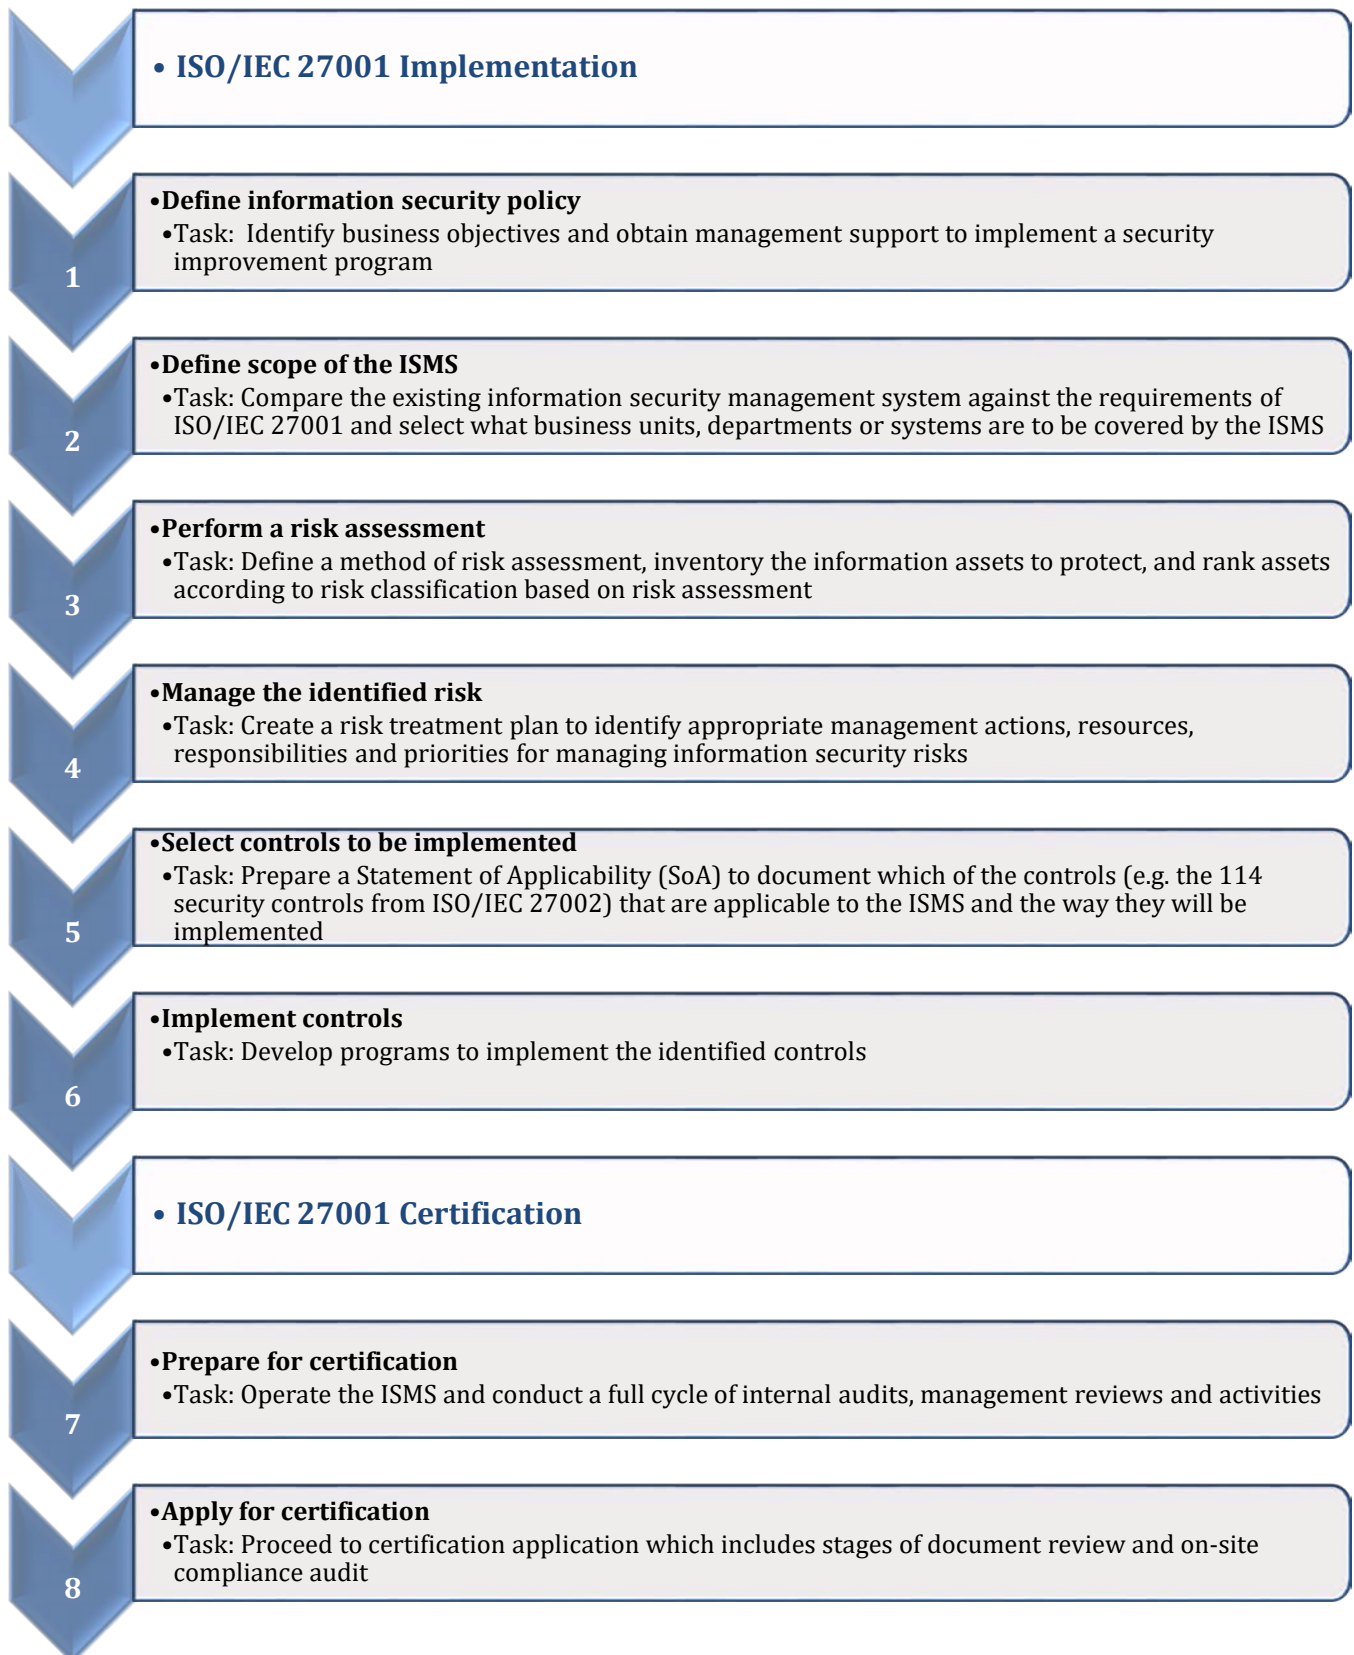 • ISO/IEC 27001 Implementation
1
•Define information security policy
•Task:  Identify business objectives and obtain management support to implement a security
improvement program
2
•Define scope of the ISMS
•Task: Compare the existing information security management system against the requirements of
ISO/IEC 27001 and select what business units, departments or systems are to be covered by the ISMS
3
•Perform a risk assessment
•Task: Define a method of risk assessment, inventory the information assets to protect, and rank assets
according to risk classification based on risk assessment
4
•Manage the identified risk
•Task: Create a risk treatment plan to identify appropriate management actions, resources,
responsibilities and priorities for managing information security risks
5
•Select controls to be implemented
•Task: Prepare a Statement of Applicability (SoA) to document which of the controls (e.g. the 114
security controls from ISO/IEC 27002) that are applicable to the ISMS and the way they will be
implemented
6
•Implement controls
•Task: Develop programs to implement the identified controls
• ISO/IEC 27001 Certification
7
•Prepare for certification
•Task: Operate the ISMS and conduct a full cycle of internal audits, management reviews and activities
8
•Apply for certification
•Task: Proceed to certification application which includes stages of document review and on-site
compliance audit